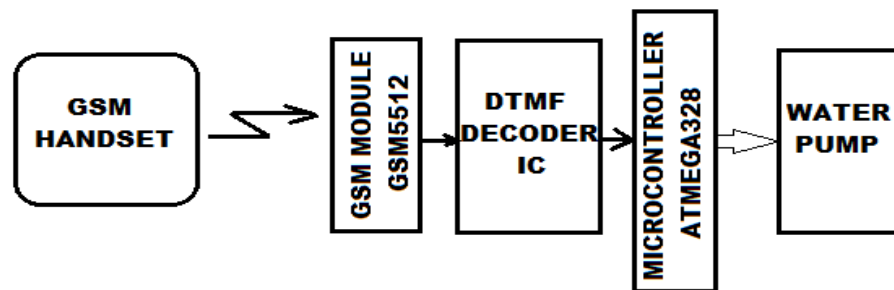 GSM
HANDSET
GSM MODULE
GSM5512
DTMF
DECODER
IC
MICROCONTROLLER
ATMEGA328
WATER
PUMP